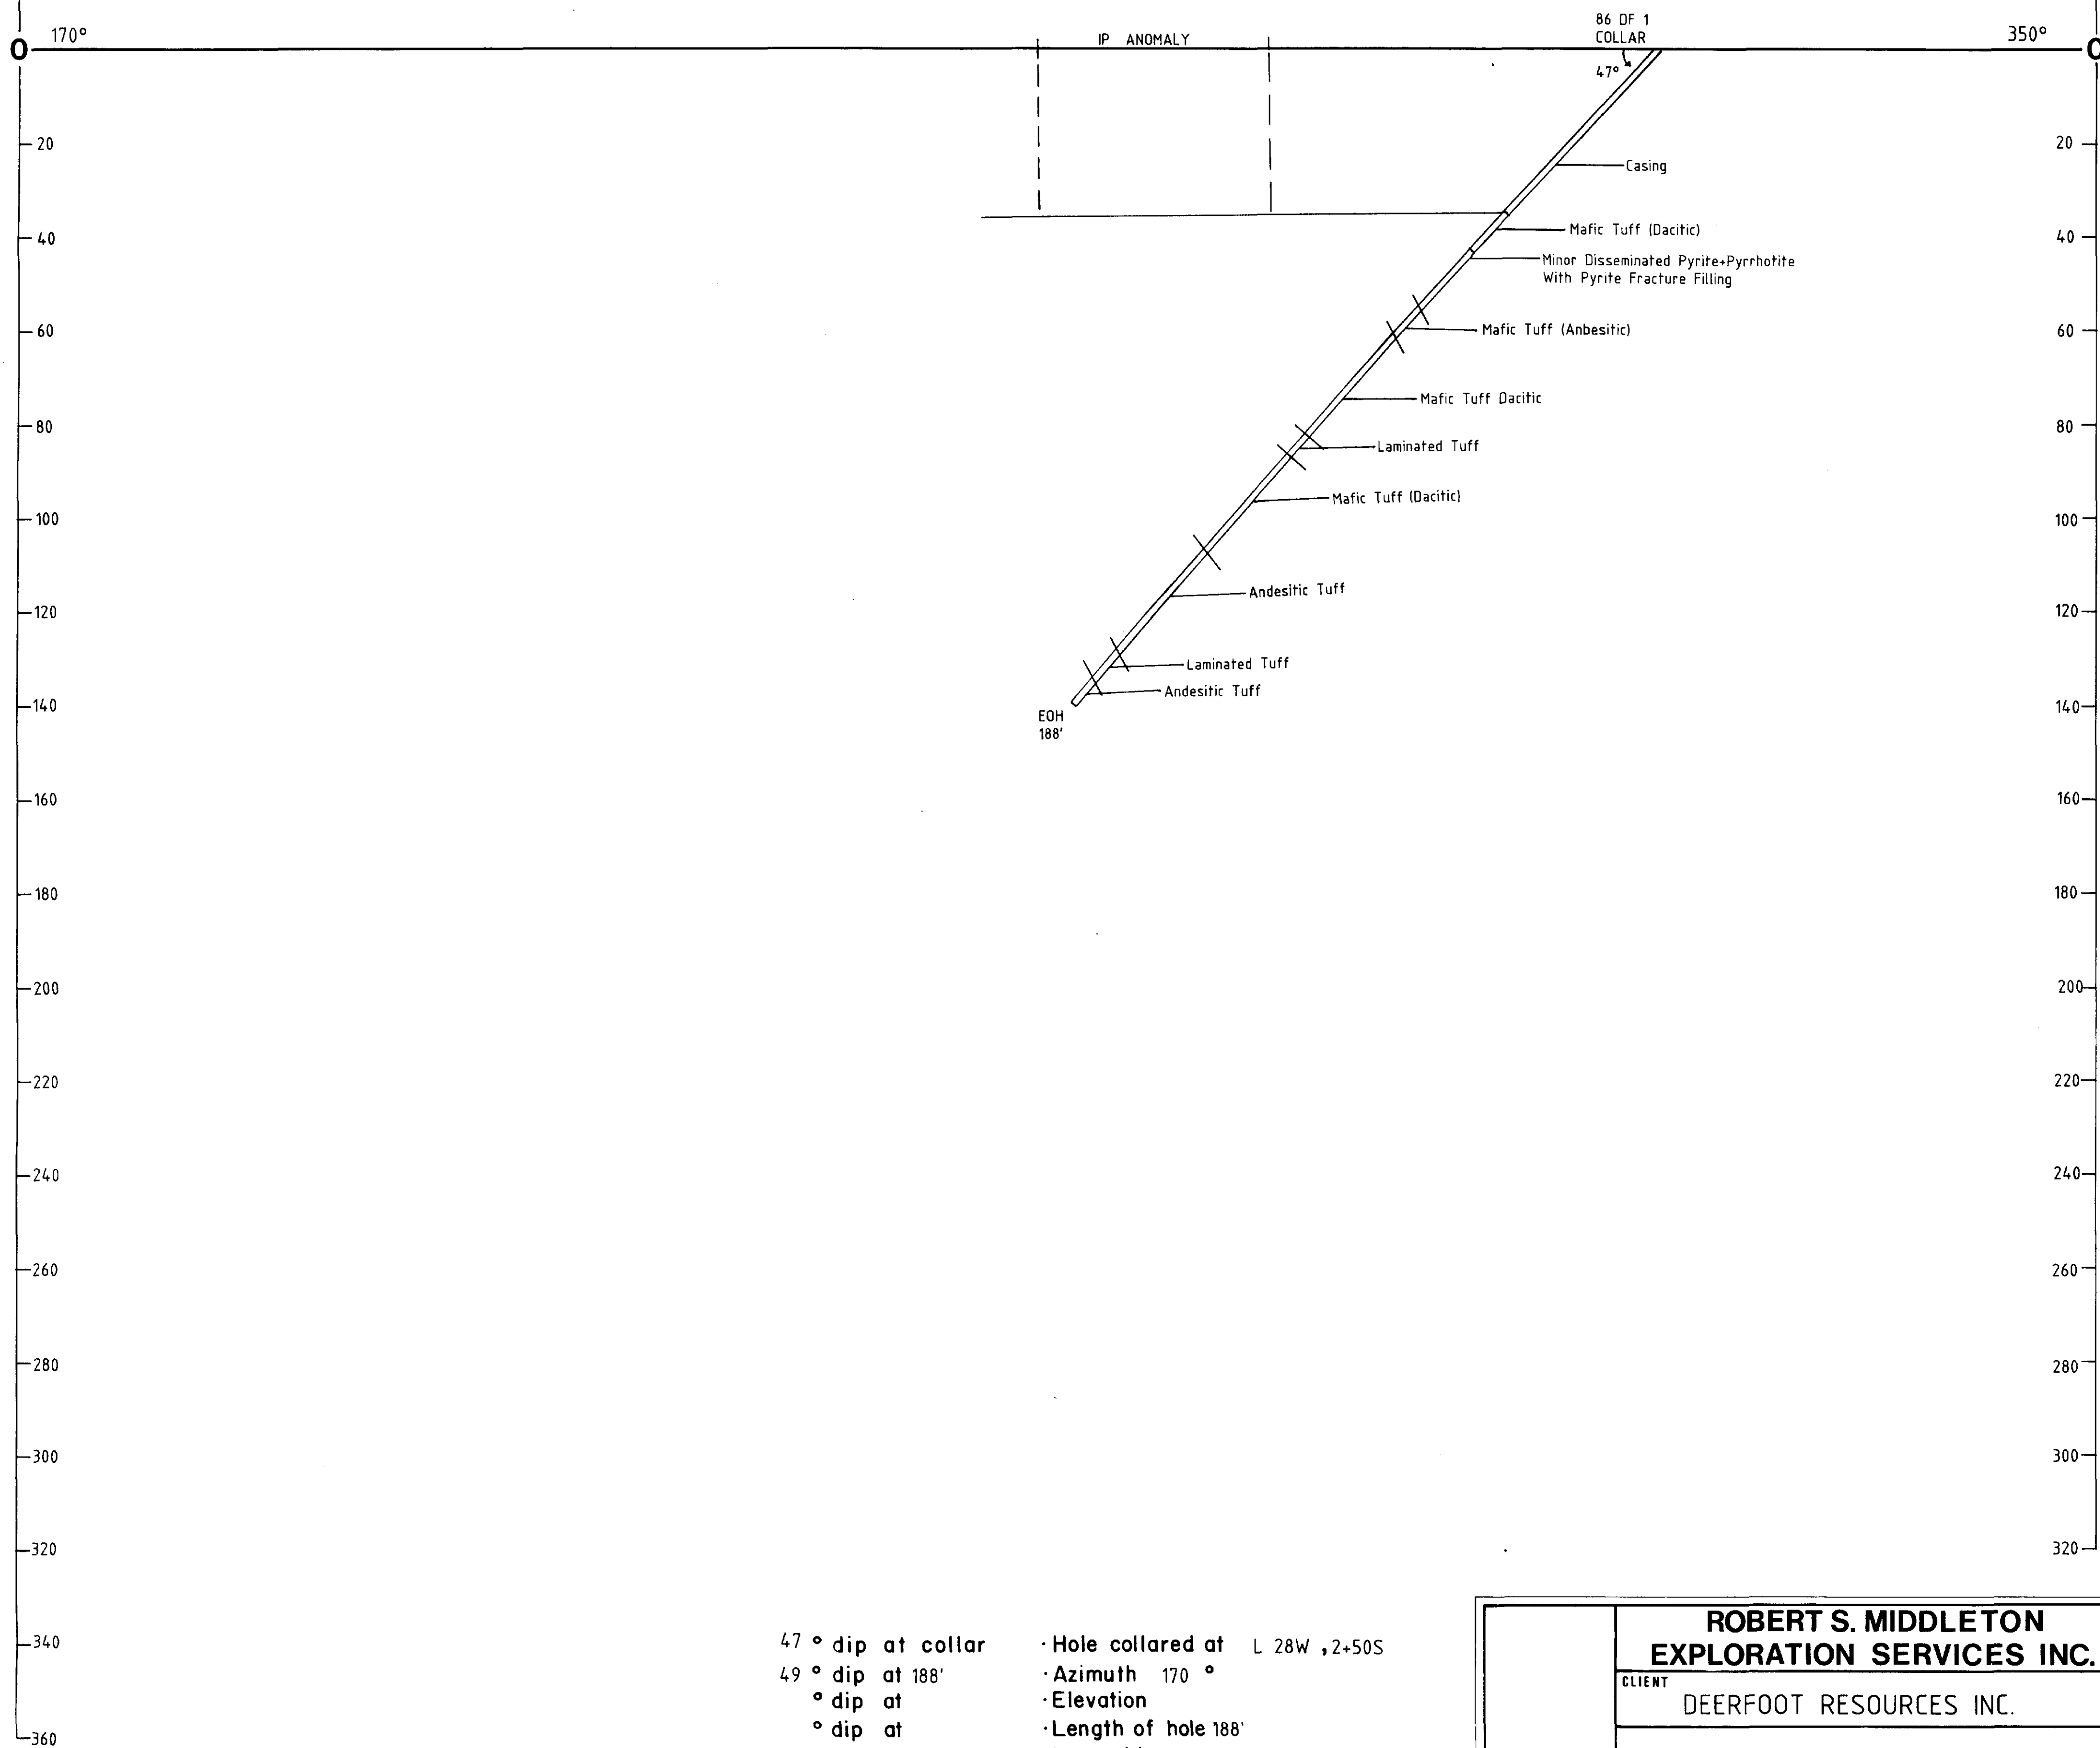 170°
IP ANOMALY
86 DF 1
COLLAR
350°
0
0
47°
20
20
Casing
Mafic Tuff (Dacitic)
40
40
Minor Disseminated Pyrite+Pyrrhotite
With Pyrite Fracture Filling
60
Mafic Tuff (Anbesitic)
60
Mafic Tuff Dacitic
80
80
Laminated Tuff
Mafic Tuff (Dacitic)
100
100
Andesitic Tuff
120
120
Laminated Tuff
Andesitic Tuff
140
140
EOH
188'
160
160
180
180
200
200
220
220
240
240
260
260
280
280
300
300
320
320
340
360
47 ° dip at collar
49 ° dip at 188'
° dip at
° dip at
· Hole collared at L 28W , 2+50S
· Azimuth 170 °
· Elevation
· Length of hole 188'
ROBERT S. MIDDLETON
EXPLORATION SERVICES INC.
CLIENT
DEERFOOT RESOURCES INC.